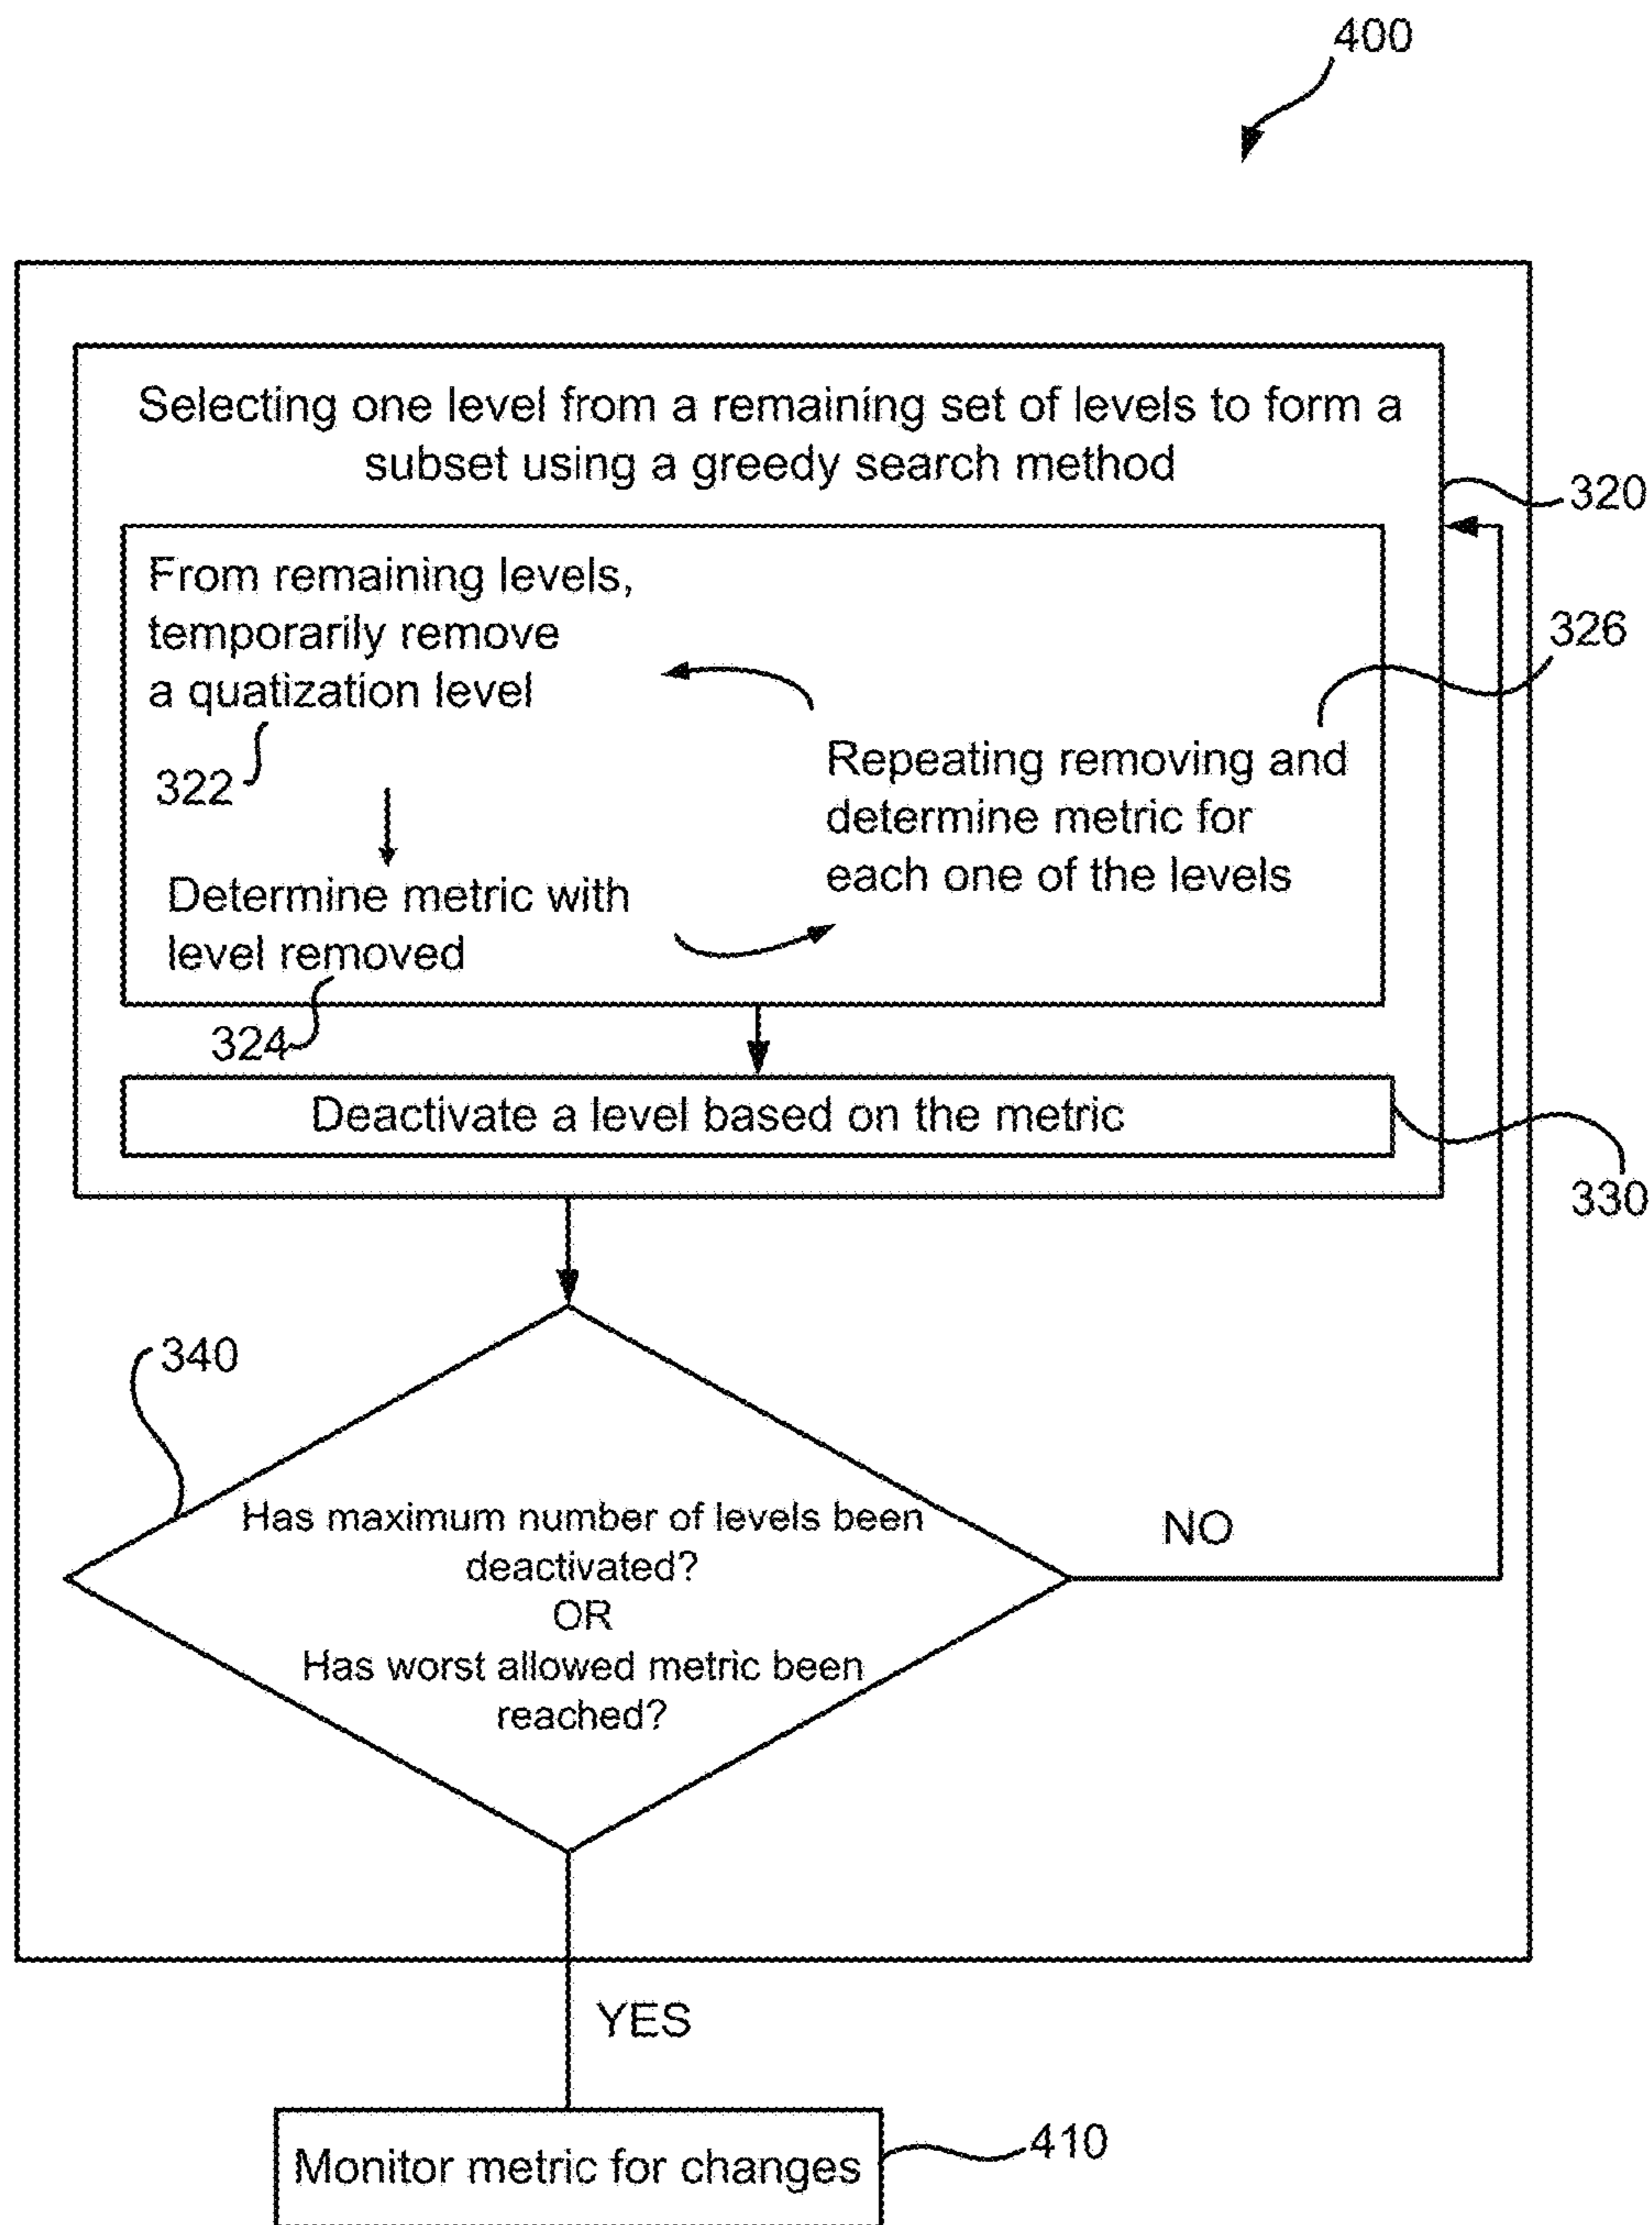 400
Selecting one level from a remaining set of levels to form a
subset using a greedy search method
320
From remaining levels,
temporarily remove
a quatization level
322
326
Repeating removing and
determine metric for
each one of the levels
Determine metric with
level removed
324
Deactivate a level based on the metric
330
340
Has maximum number of levels been
deactivated?
OR
Has worst allowed metric been
reached?
NO
YES
Monitor metric for changes
410